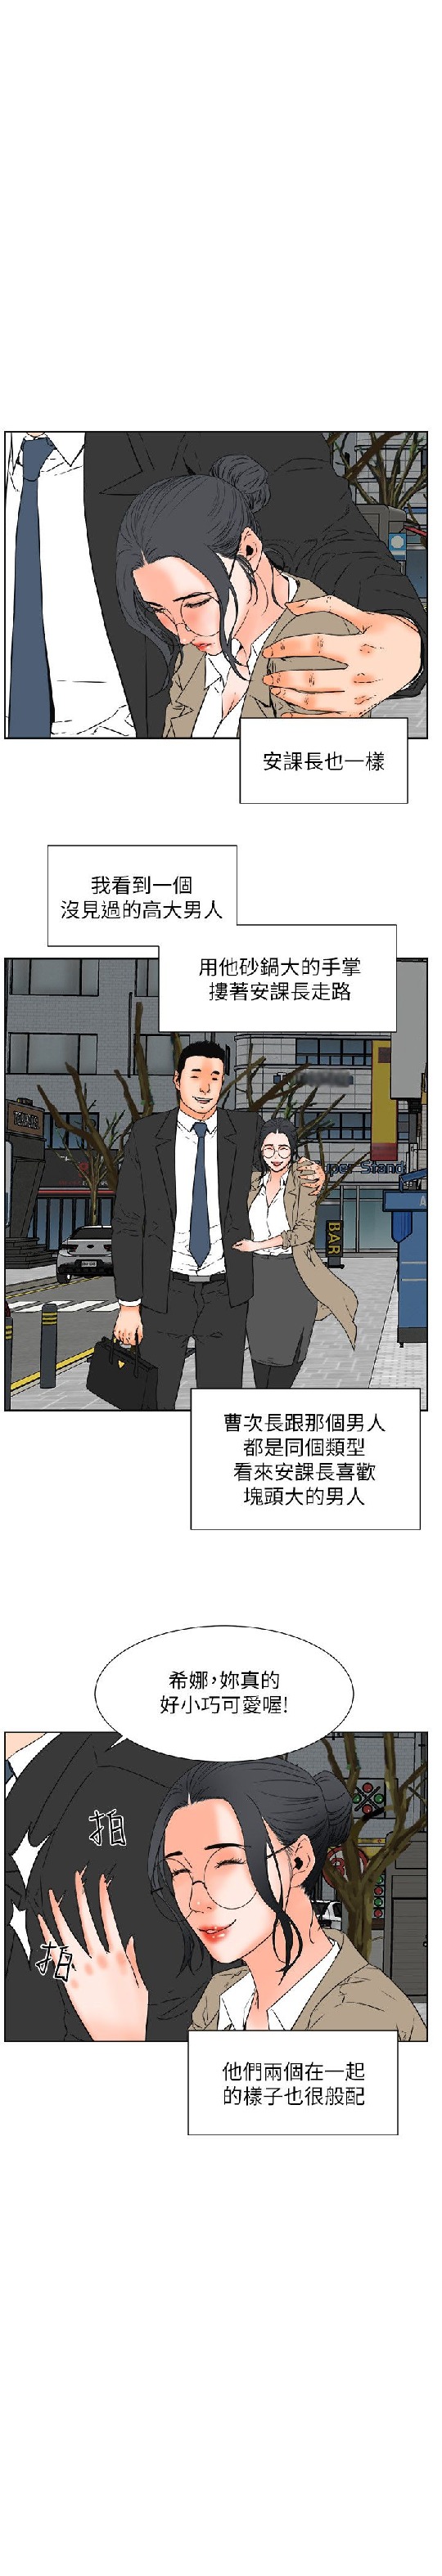 安課長也一樣
我看到一個
沒見過的高大男人
用他砂鍋大的手掌
摟著安課長走路
BAR
曹次長跟那個男人
都是同個類型
看來安課長喜歡
塊頭大的男人
希娜，妳真的
好小巧可愛喔!
拍
拍
他們兩個在一起
的樣子也很般配